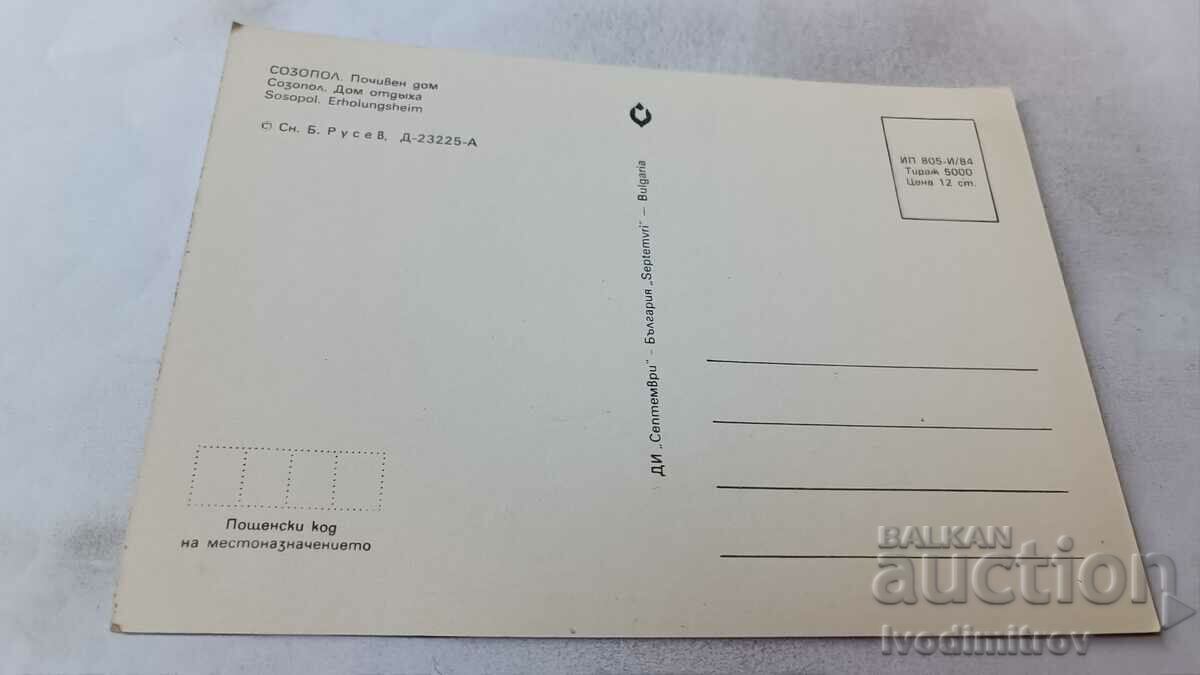 СОЗОПОЛ. Почивен дом
Созопол. Дом отдыха
Sosopol. Erholungsheim
© Сн. Б. Русев, Д-23225-А
ДИ „Септември" - България „Septemvri" - Bulgaria
ИП 805-И/84
Тираж 5000
Цена 12 ст.
Пощенски код
на местоназначението
BALKAN
auction
Ivodimitrov